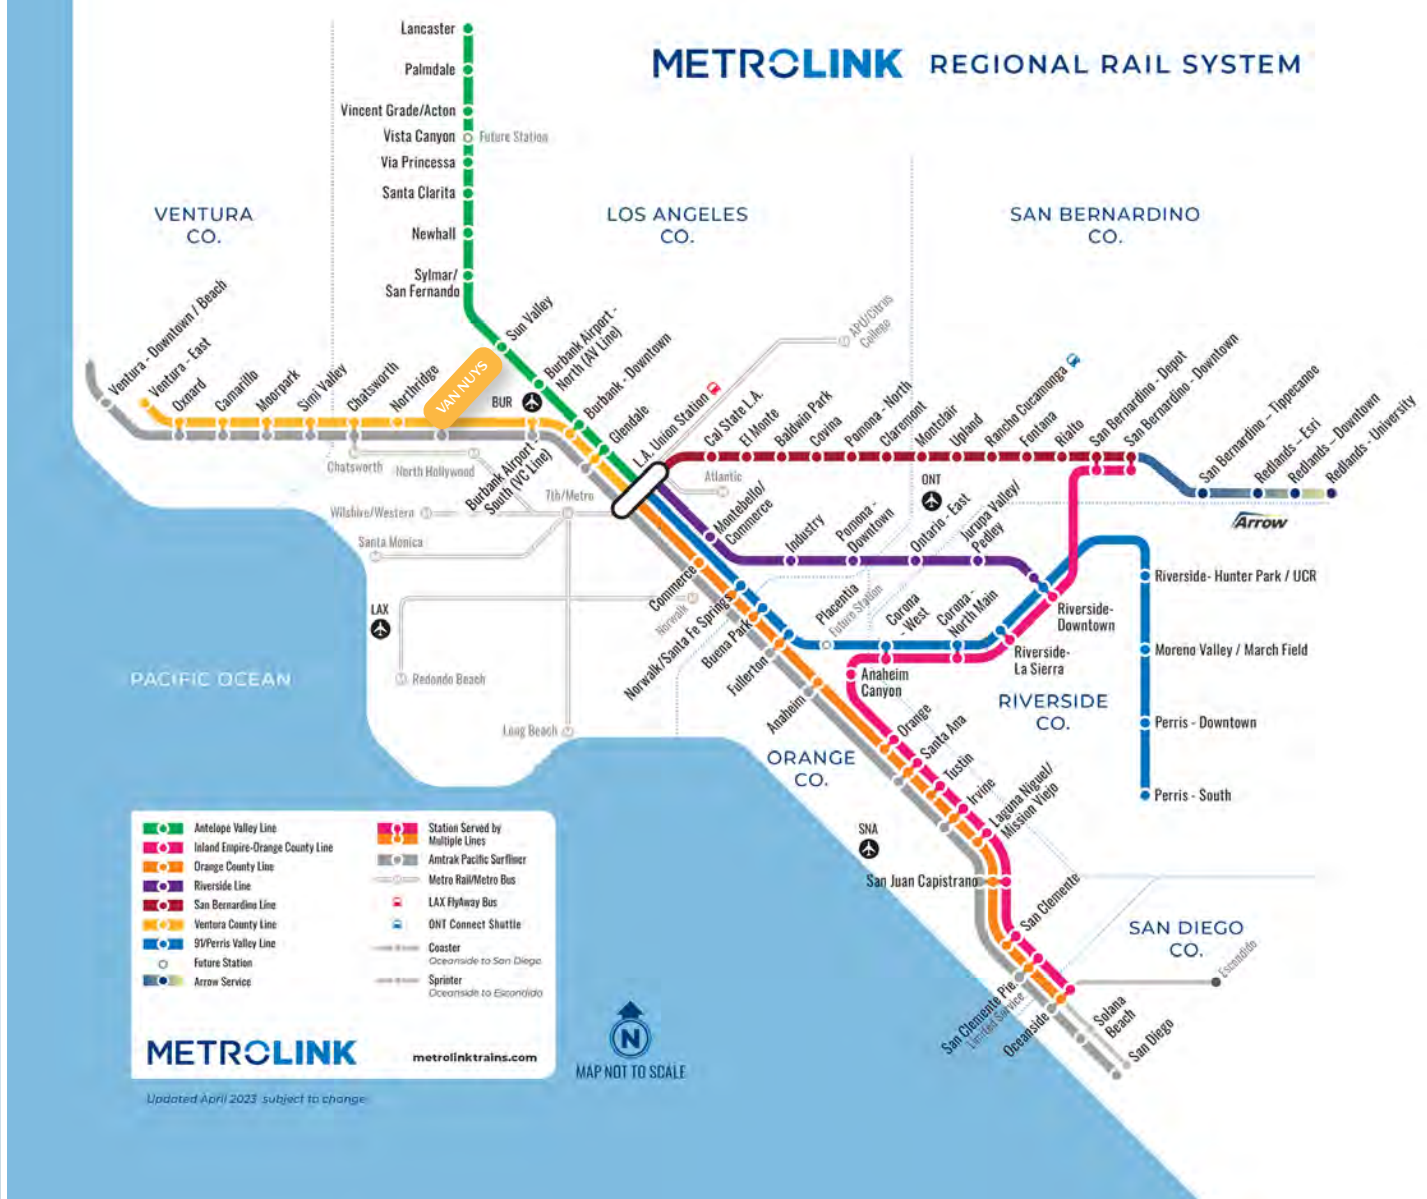 METROLINK REGIONAL RAIL SYSTEM
Lancaster
Palmdale
Vincent Grade/Acton
Vista Canyon
Future Station
Via Princessa
Santa Clarita
Newhall
Sylmar/
San Fernando
VENTURA
CO.
LOS ANGELES
CO.
SAN BERNARDINO
CO.
Ventura - Downtown / Beach
Ventura - East
Oxnard
Camarillo
Moorpark
Simi Valley
Chatsworth
Northridge
VAN NUYS
Sun Valley
BUR
Burbank Airport -
North (AV Line)
Burbank - Downtown
Glendale
L.A. Union Station
APU/Citrus
College
Cal State L.A.
El Monte
Baldwin Park
Covina
Pomona - North
Claremont
Montclair
Upland
Rancho Cucamonga
Fontana
Rialto
San Bernardino - Depot
San Bernardino - Downtown
San Bernardino - Tippecanoe
Redlands - Esri
Redlands - Downtown
Redlands - University
Arrow
Chatsworth
North Hollywood
Burbank Airport -
South (VC Line)
7th/Metro
Wilshire/Western
Santa Monica
Atlantic
ONT
Montebello/
Commerce
Industry
Pomona -
Downtown
Ontario - East
Jurupa Valley/
Pedley
LAX
Redondo Beach
Long Beach
Commerce
Norwalk
Norwalk/Santa Fe Springs
Buena Park
Fullerton
Anaheim
Placentia
Future Station
Corona
- West
Corona -
North Main
Riverside-
Downtown
Riverside-
La Sierra
Riverside- Hunter Park / UCR
Moreno Valley / March Field
Perris - Downtown
Perris - South
Anaheim
Canyon
RIVERSIDE
CO.
PACIFIC OCEAN
ORANGE
CO.
Orange
Santa Ana
Tustin
Irvine
Laguna Niguel/
Mission Viejo
SNA
San Juan Capistrano
San Clemente
San Clemente Pier
Limited Service
Oceanside
SAN DIEGO
CO.
Escondido
Solana
Beach
San Diego
Antelope Valley Line
Inland Empire-Orange County Line
Orange County Line
Riverside Line
San Bernardino Line
Ventura County Line
91/Perris Valley Line
Future Station
Arrow Service
Station Served by
Multiple Lines
Amtrak Pacific Surfliner
Metro Rail/Metro Bus
LAX FlyAway Bus
ONT Connect Shuttle
Coaster
Oceanside to San Diego
Sprinter
Oceanside to Escondido
METROLINK
metrolinktrains.com
N
MAP NOT TO SCALE
Updated April 2023 subject to change